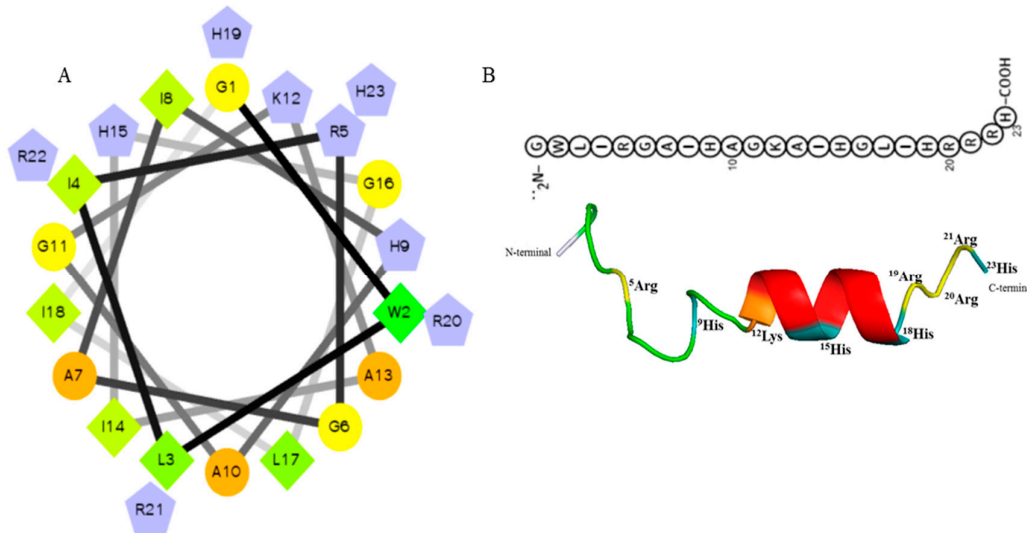 A
H19
G1
I8
K12
H23
H15
R5
R22
I4
G16
G11
H9
I18
W2
R20
A7
A13
I14
G6
L3
A10
L17
R21
B
₂N-GWLIRGAIHAGKAIHGLIHRRRH-COOH
10
20
23
N-terminal
⁵Arg
⁹His
¹²Lys
¹⁵His
¹⁸His
¹⁹Arg
²⁰Arg
²¹Arg
²³His
C-termin